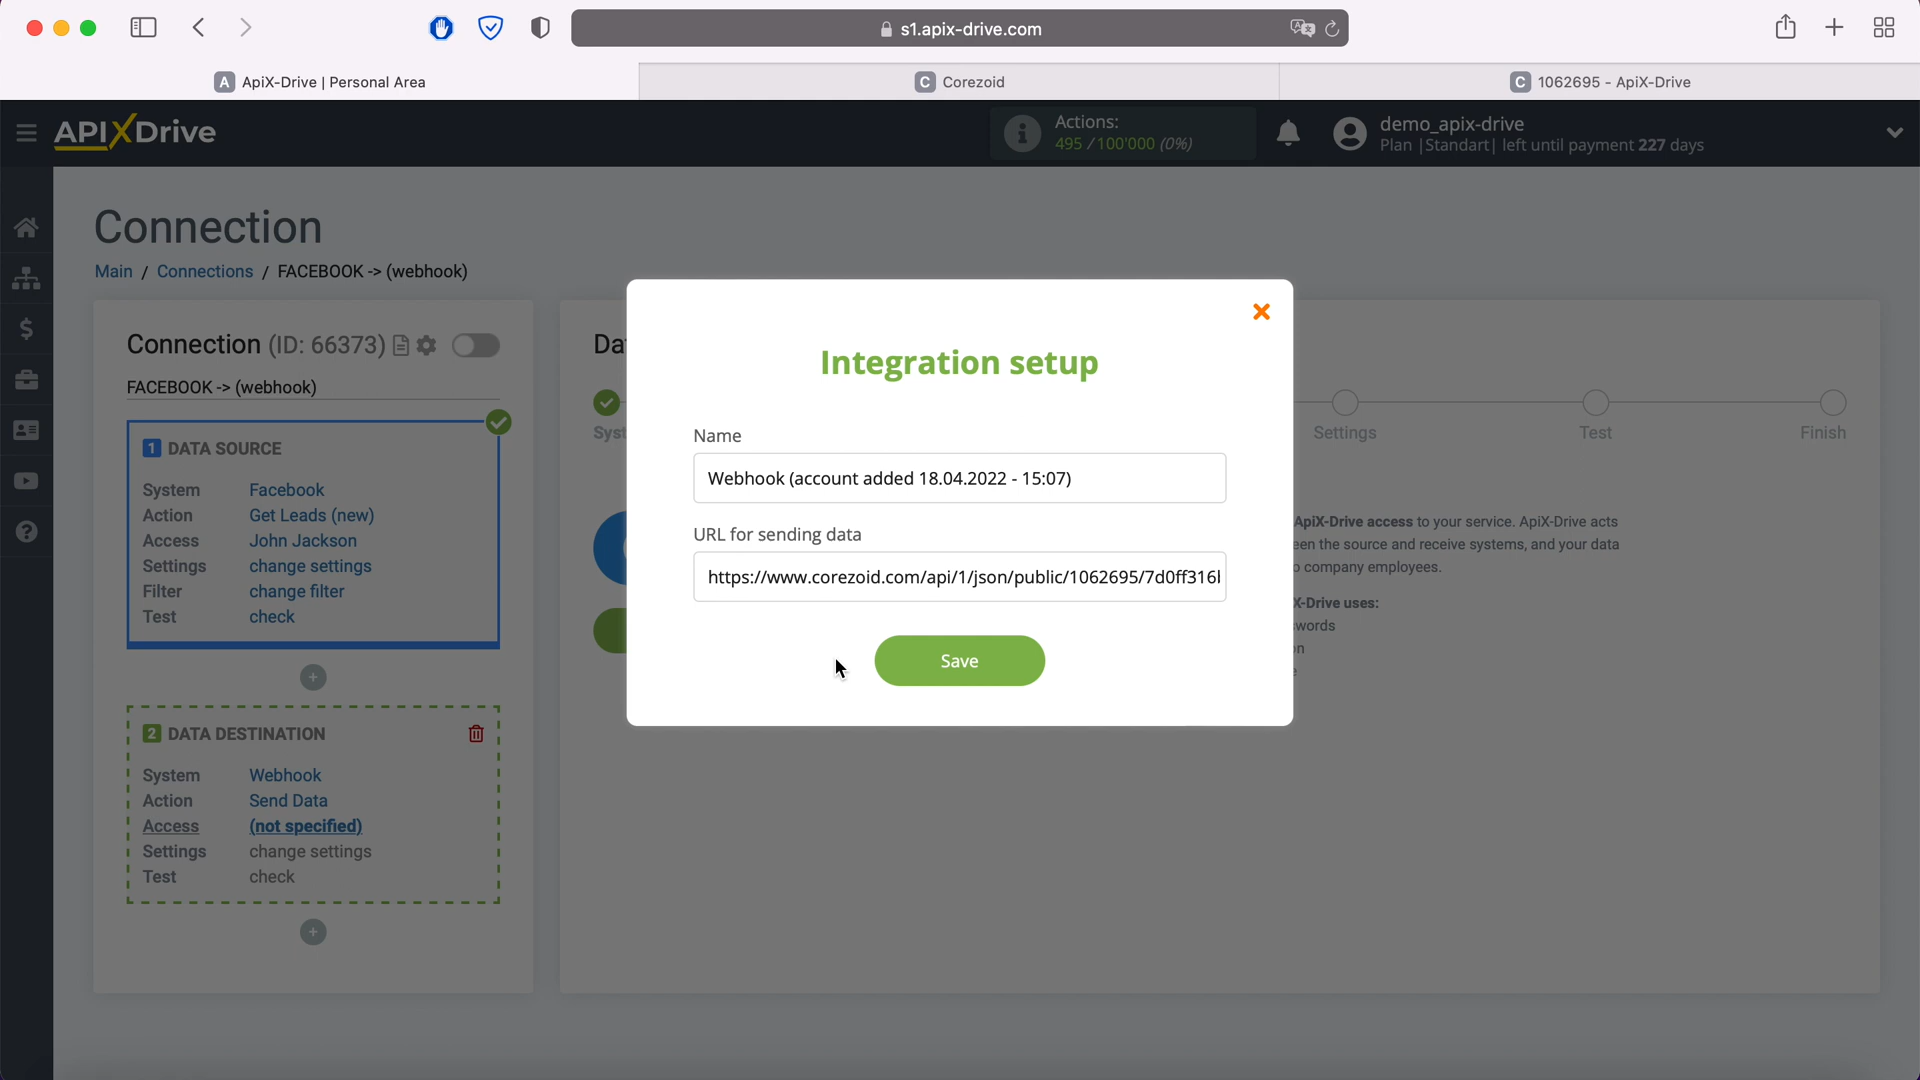 s1.apix-drive.com
A ApiX-Drive | Personal Area
C Corezoid
C 1062695 - ApiX-Drive
APIXDrive
Actions:
495 / 100'000 (0%)
demo_apix-drive
Plan |Standart| left until payment 227 days
Connection
Main / Connections / FACEBOOK -> (webhook)
Connection (ID: 66373)
FACEBOOK -> (webhook)
1 DATA SOURCE
System Facebook
Action Get Leads (new)
Access John Jackson
Settings change settings
Filter change filter
Test check
2 DATA DESTINATION
System Webhook
Action Send Data
Access (not specified)
Settings change settings
Test check
Settings
Test
Finish
ApiX-Drive access to your service. ApiX-Drive acts
the source and receive systems, and your data
company employees.
X-Drive uses:
Integration setup
Name
Webhook (account added 18.04.2022 - 15:07)
URL for sending data
https://www.corezoid.com/api/1/json/public/1062695/7d0ff316
Save